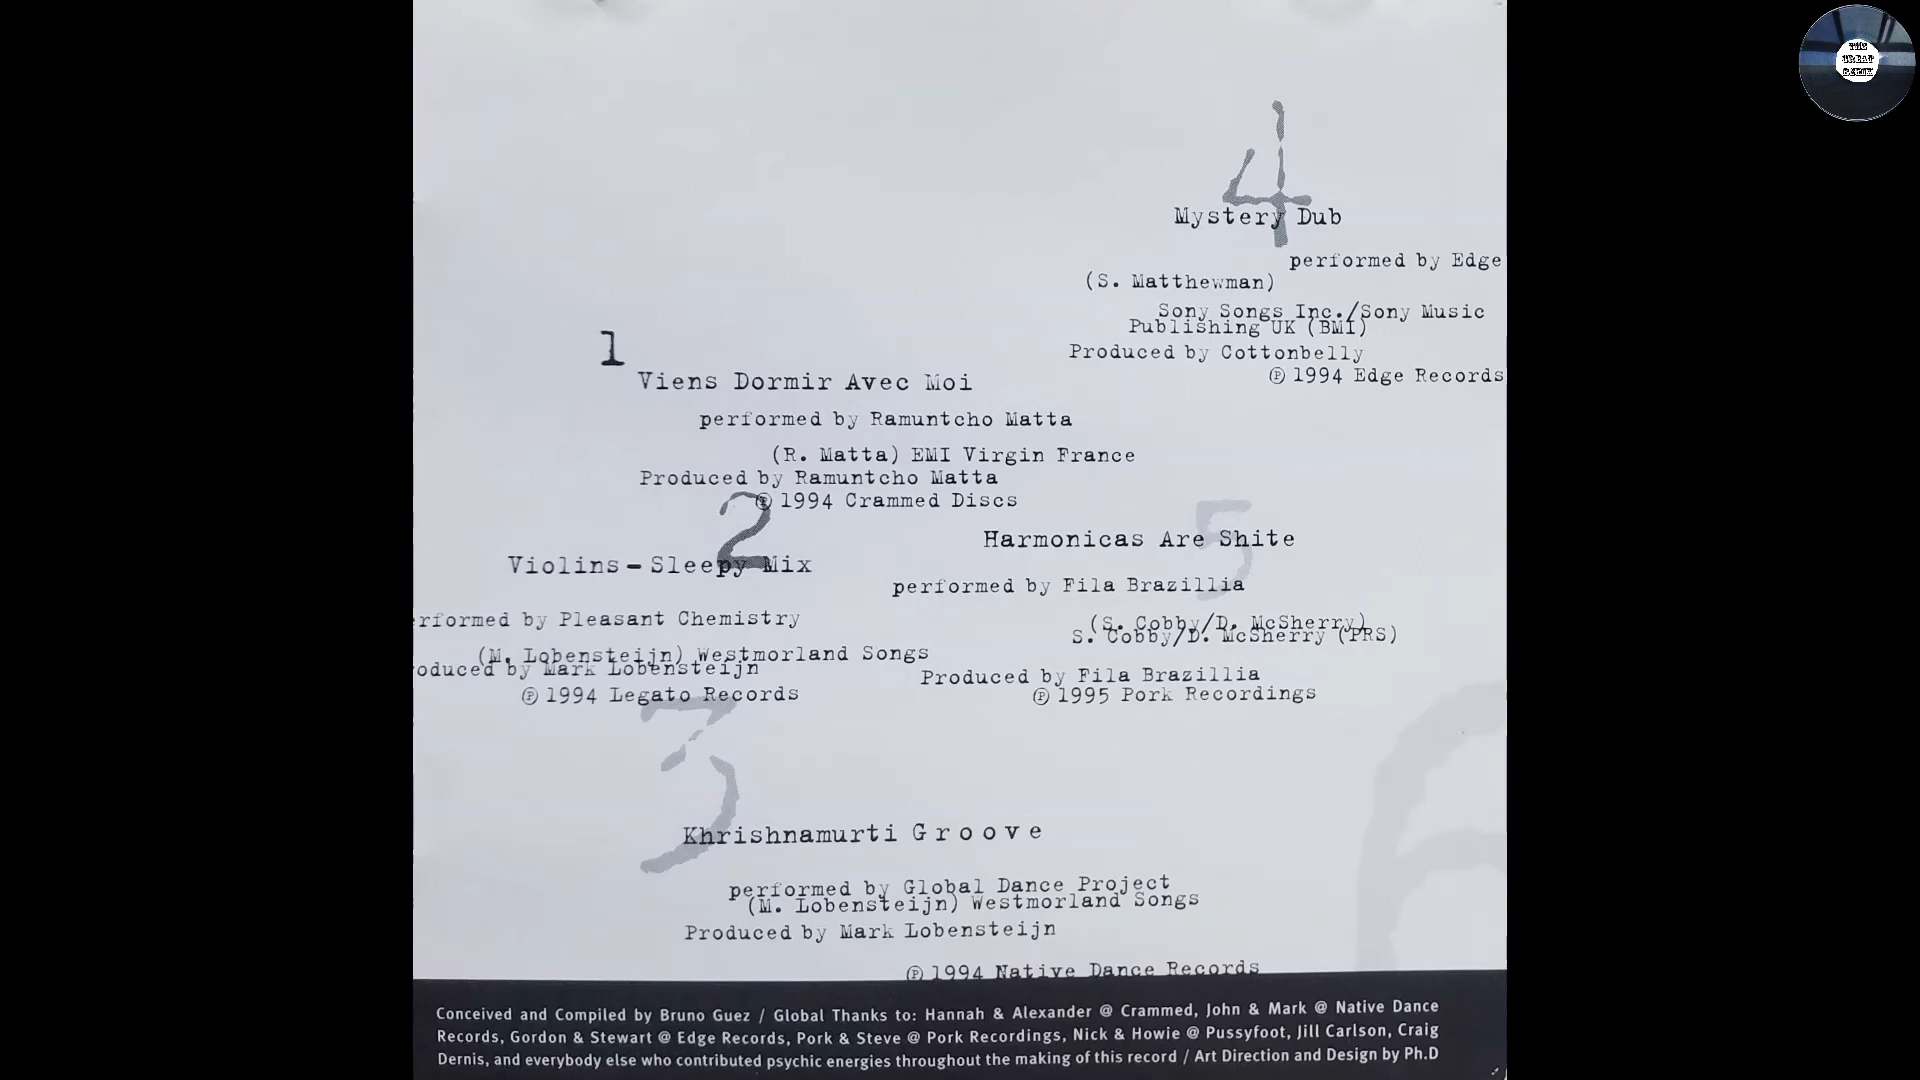 1
Viens Dormir Avec Moi
performed by Ramuntcho Matta
(R. Matta) EMI Virgin France
Produced by Ramuntcho Matta
℗ 1994 Crammed Discs
2
Violins - Sleepy Mix
erformed by Pleasant Chemistry
(M. Lobensteijn) Westmorland Songs
oduced by Mark Lobensteijn
℗ 1994 Legato Records
3
Khrishnamurti Groove
performed by Global Dance Project
(M. Lobensteijn) Westmorland Songs
Produced by Mark Lobensteijn
℗ 1994 Native Dance Records
4
Mystery Dub
performed by Edge
(S. Matthewman)
Sony Songs Inc./Sony Music
Publishing UK (BMI)
Produced by Cottonbelly
℗ 1994 Edge Records
5
Harmonicas Are Shite
performed by Fila Brazillia
(S. Cobby/D. McSherry)
S. Cobby/D. McSherry (PRS)
Produced by Fila Brazillia
℗ 1995 Pork Recordings
6
Conceived and Compiled by Bruno Guez / Global Thanks to: Hannah & Alexander @ Crammed, John & Mark @ Native Dance
Records, Gordon & Stewart @ Edge Records, Pork & Steve @ Pork Recordings, Nick & Howie @ Pussyfoot, Jill Carlson, Craig
Dernis, and everybody else who contributed psychic energies throughout the making of this record / Art Direction and Design by Ph.D
THE
GREAT